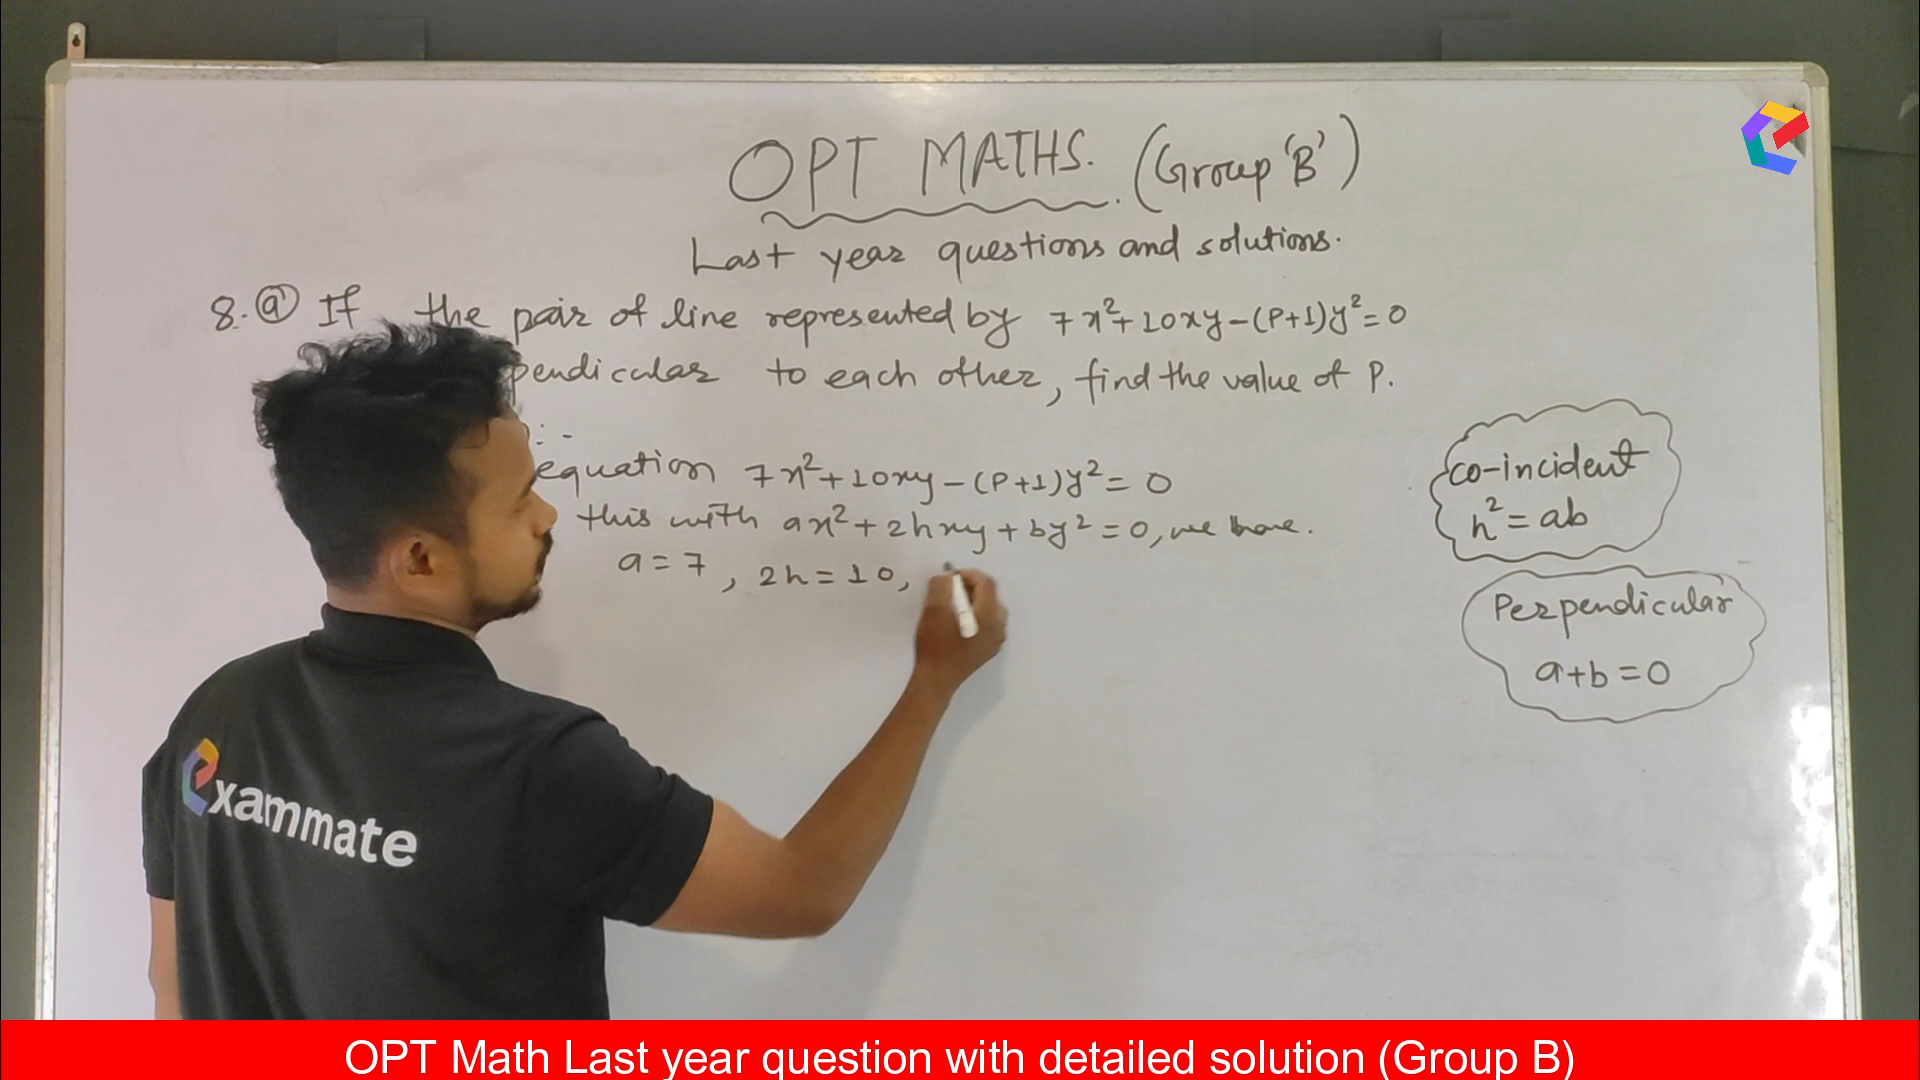 OPT MATHS. (Group 'B')
Last year questions and solutions.
8. (a) If the pair of line represented by 7x²+10xy-(P+1)y²=0
pendicular to each other, find the value of P.
:-
equation 7x²+10xy-(P+1)y²=0
this with ax²+2hxy+by²=0, we have.
a=7, 2h=10,
co-incident
h²=ab
Perpendicular
a+b=0
exammate
OPT Math Last year question with detailed solution (Group B)